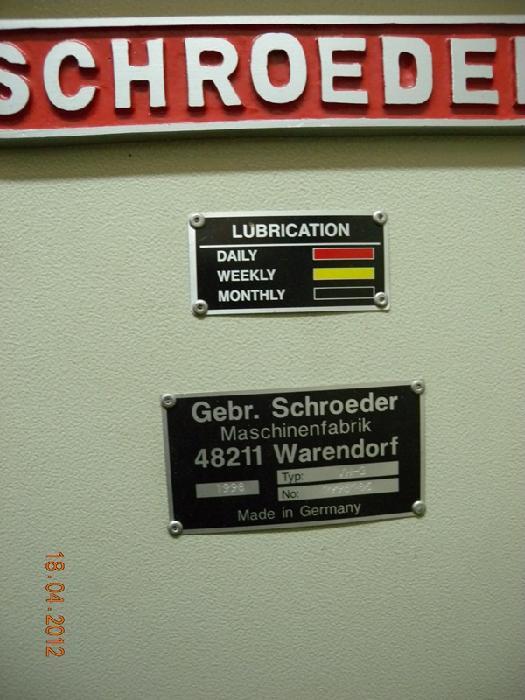 SCHROEDE
LUBRICATION
DAILY
WEEKLY
MONTHLY
Gebr. Schroeder
Maschinenfabrik
48211 Warendorf
1998
Typ:
No:
Made in Germany
18.04.2012